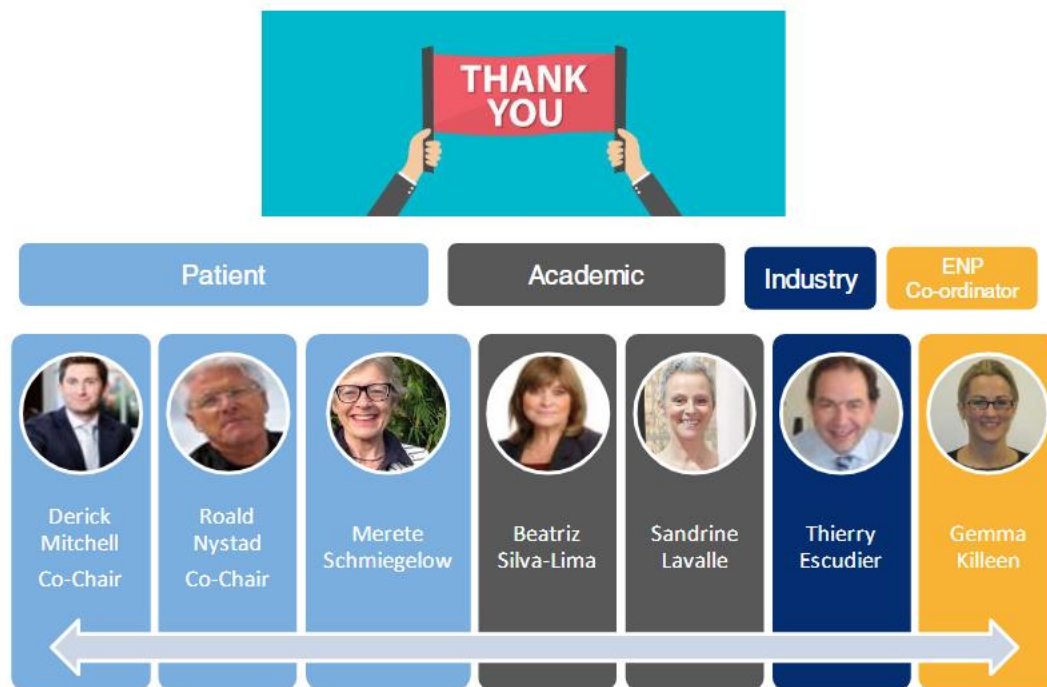 THANK
YOU
Patient
Academic
Industry
ENP
Co-ordinator
Derick
Mitchell
Co-Chair
Roald
Nystad
Co-Chair
Merete
Schmiegelow
Beatriz
Silva-Lima
Sandrine
Lavalle
Thierry
Escudier
Gemma
Killeen